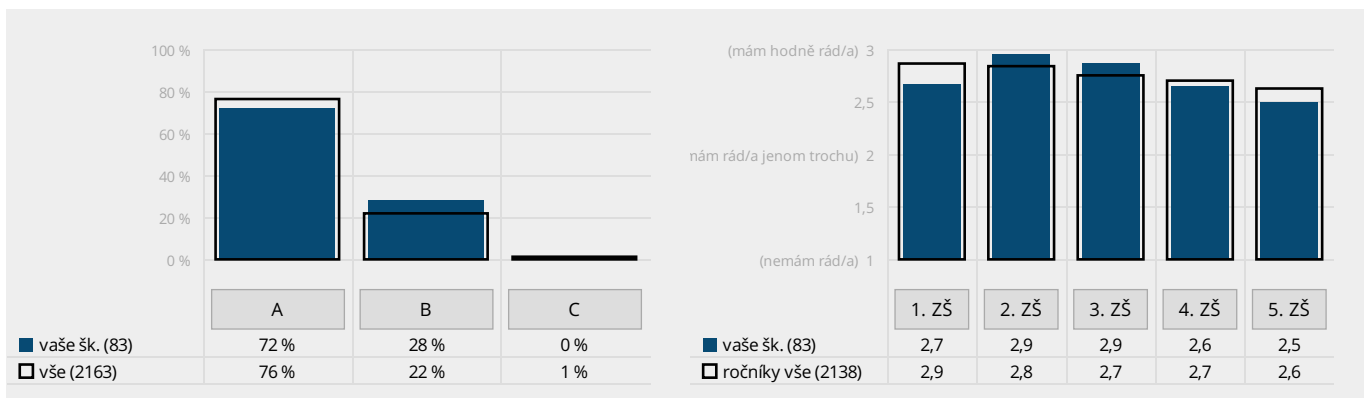 100 %
80 %
60 %
40 %
20 %
0 %
A B C
vaše šk. (83) 72 % 28 % 0 %
vše (2163) 76 % 22 % 1 %
(mám hodně rád/a) 3
2,5
nám rád/a jenom trochu) 2
1,5
(nemám rád/a) 1
1. ZŠ 2. ZŠ 3. ZŠ 4. ZŠ 5. ZŠ
vaše šk. (83) 2,7 2,9 2,9 2,6 2,5
ročníky vše (2138) 2,9 2,8 2,7 2,7 2,6